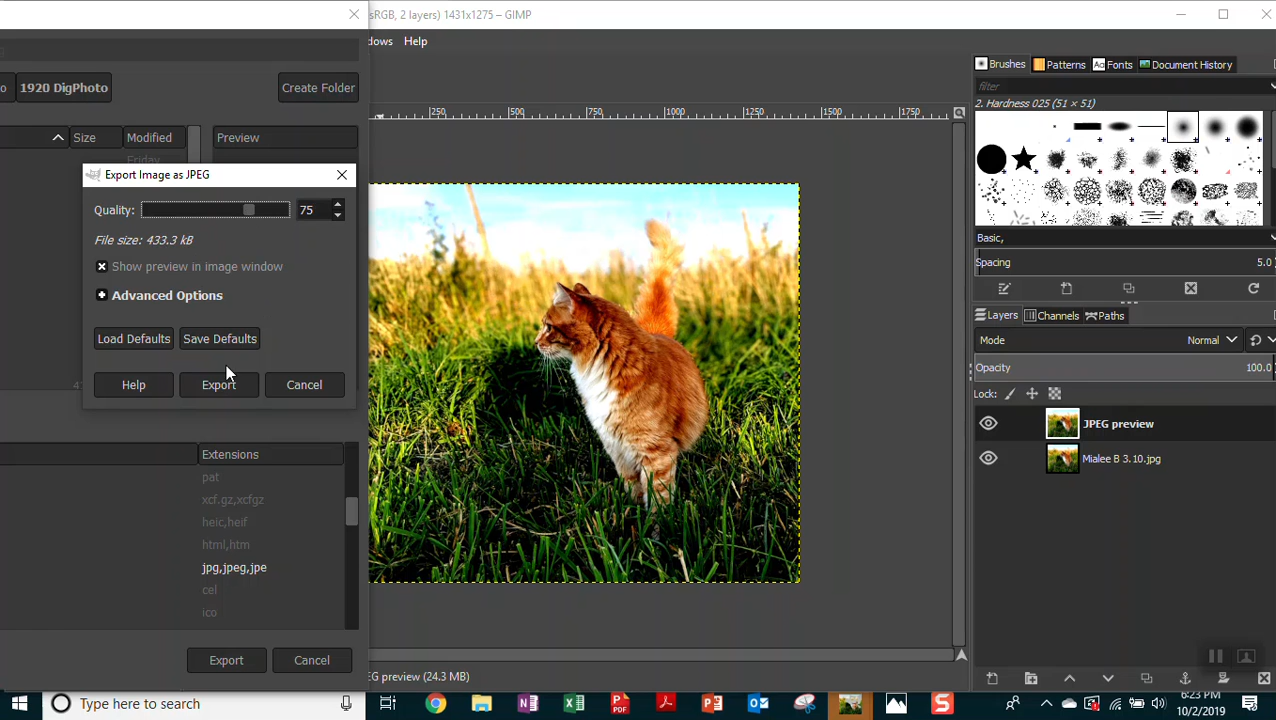 sRGB, 2 layers) 1431x1275 – GIMP
dows Help
1920 DigPhoto
Create Folder
Size Modified Preview
Friday
Export Image as JPEG
Quality: 75
File size: 433.3 kB
Show preview in image window
Advanced Options
Load Defaults Save Defaults
Help Export Cancel
Extensions
pat
xcf.gz,xcfgz
heic,heif
html,htm
jpg,jpeg,jpe
cel
ico
Export Cancel
250 500 750 1000 1250 1500 1750
EG preview (24.3 MB)
Brushes Patterns Aa Fonts Document History
filter
2. Hardness 025 (51 × 51)
Basic,
Spacing 5.0
Layers Channels Paths
Mode Normal
Opacity 100.0
Lock:
JPEG preview
Mialee B 3.10.jpg
Type here to search
PDF
6:23 PM
10/2/2019